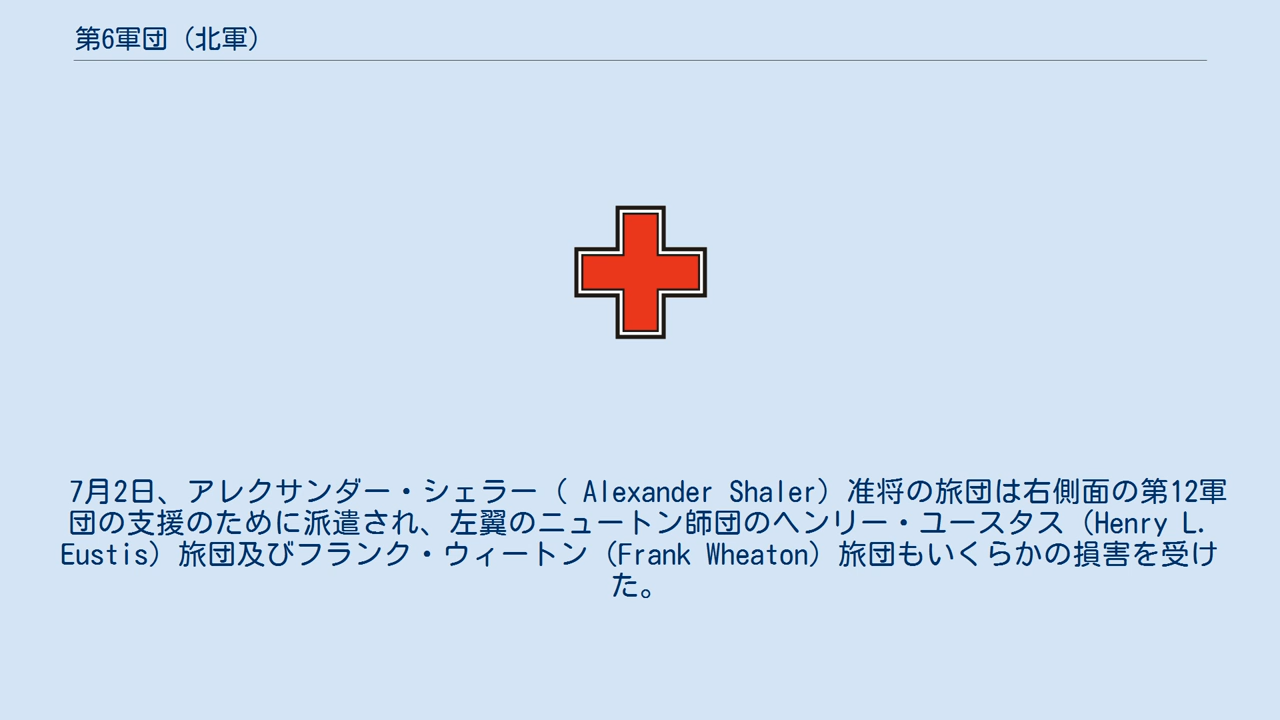 第6軍団（北軍）
7月2日、アレクサンダー・シェラー（ Alexander Shaler）准将の旅団は右側面の第12軍
団の支援のために派遣され、左翼のニュートン師団のヘンリー・ユースタス（Henry L.
Eustis）旅団及びフランク・ウィートン（Frank Wheaton）旅団もいくらかの損害を受け
た。